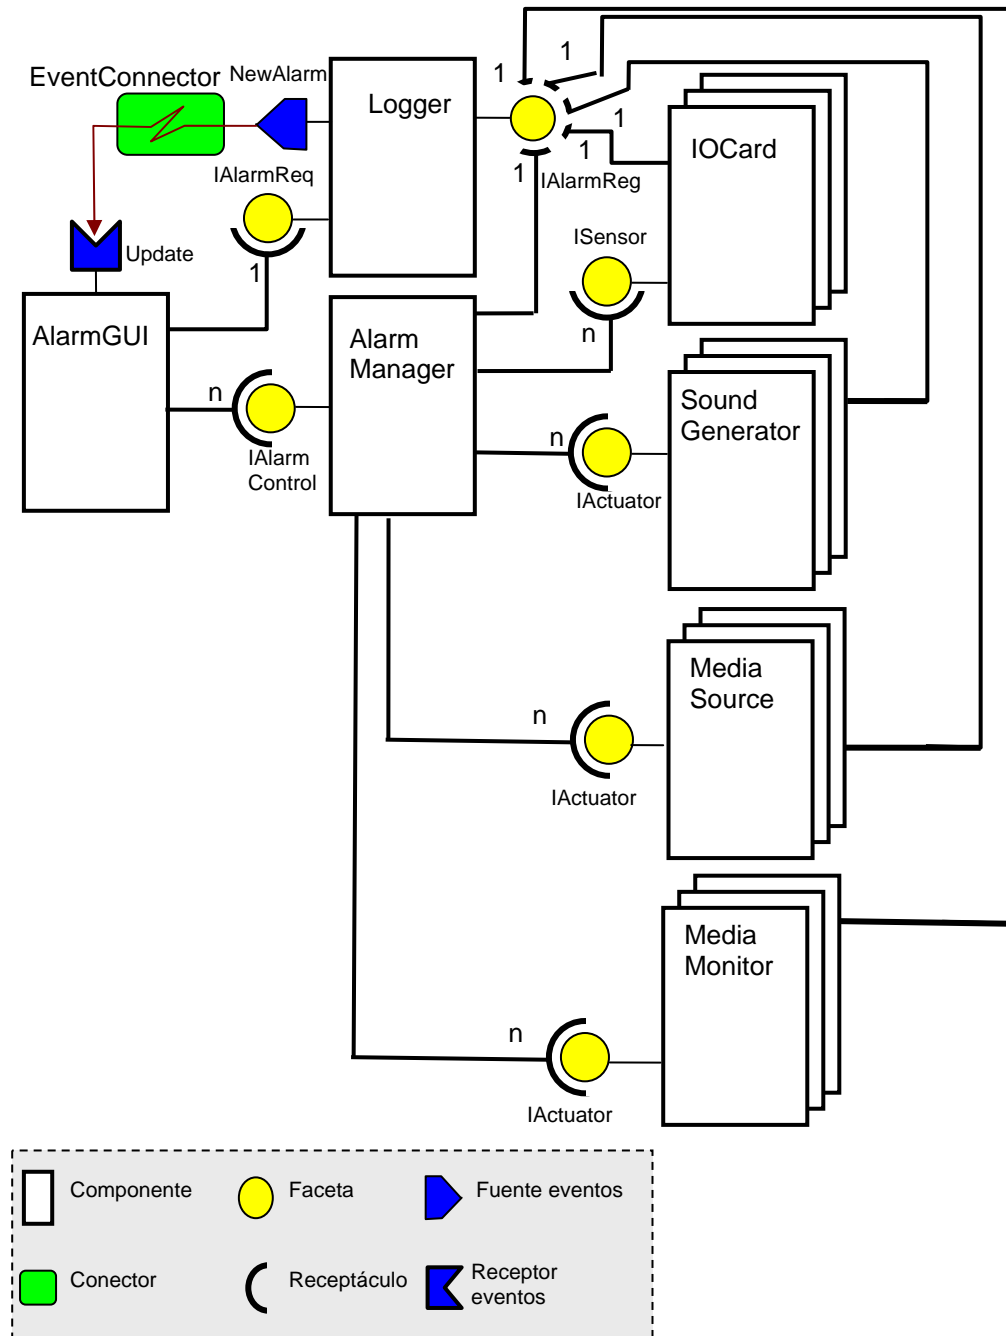 EventConnector
NewAlarm
Logger
1
1
1
1
1
IAlarmReg
IOCard
IAlarmReq
1
Update
ISensor
n
AlarmGUI
n
IAlarm
Control
Alarm
Manager
n
IActuator
Sound
Generator
n
IActuator
Media
Source
n
IActuator
Media
Monitor
Componente
Faceta
Fuente eventos
Conector
Receptáculo
Receptor
eventos